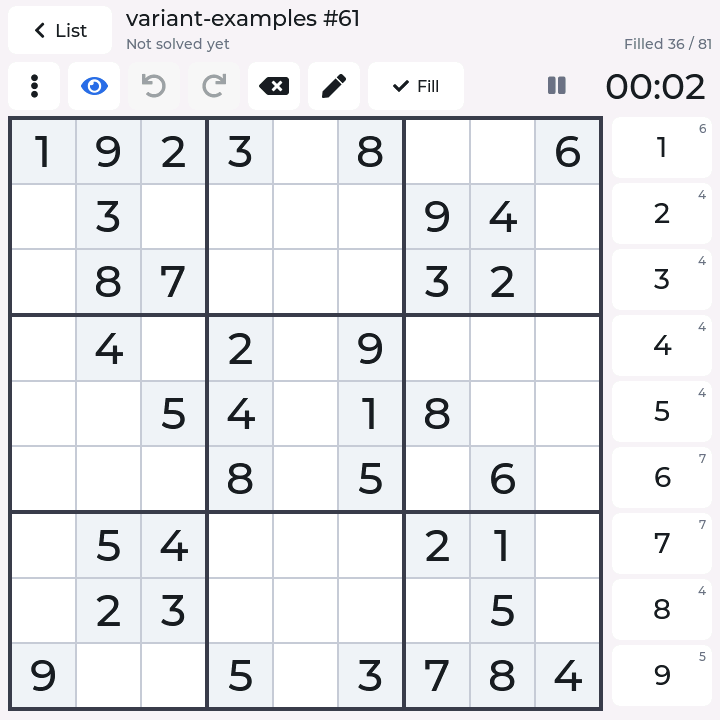 List
variant-examples #61
Not solved yet
Filled 36 / 81
Fill
00:02
1 9 2 3 8 6
3 9 4
8 7 3 2
4 2 9
5 4 1 8
8 5 6
5 4 2 1
2 3 5
9 5 3 7 8 4
1 6
2 4
3 4
4 4
5 4
6 7
7 7
8 4
9 5